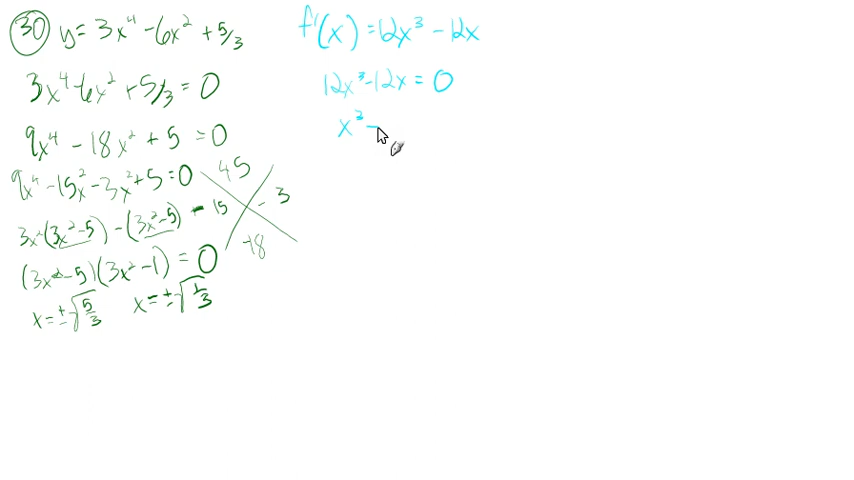 30 y = 3x⁴ - 6x² + 5/3
3x⁴ - 6x² + 5/3 = 0
9x⁴ - 18x² + 5 = 0
9x⁴ - 15x² - 3x² + 5 = 0
3x²(3x² - 5) - (3x² - 5)
(3x² - 5)(3x² - 1) = 0
x = ±√5/3 x = ±√1/3
45
-15 -3
-18
f'(x) = 12x³ - 12x
12x³ - 12x = 0
x³ -